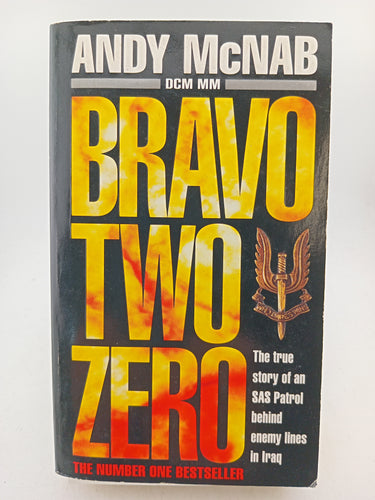 ANDY McNAB
DCM MM
BRAVO
TWO
ZERO
The true
story of an
SAS Patrol
behind
enemy lines
in Iraq
THE NUMBER ONE BESTSELLER